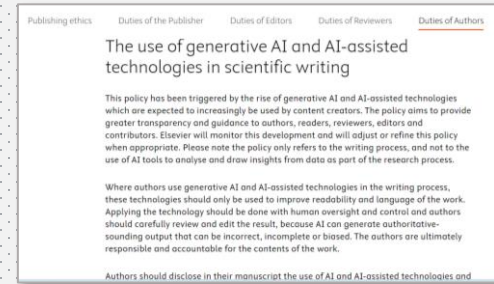 Publishing ethics Duties of the Publisher Duties of Editors Duties of Reviewers Duties of Authors
The use of generative AI and AI-assisted
technologies in scientific writing
This policy has been triggered by the rise of generative AI and AI-assisted technologies
which are expected to increasingly be used by content creators. The policy aims to provide
greater transparency and guidance to authors, readers, reviewers, editors and
contributors. Elsevier will monitor this development and will adjust or refine this policy
when appropriate. Please note the policy only refers to the writing process, and not to the
use of AI tools to analyse and draw insights from data as part of the research process.
Where authors use generative AI and AI-assisted technologies in the writing process,
these technologies should only be used to improve readability and language of the work.
Applying the technology should be done with human oversight and control and authors
should carefully review and edit the result, because AI can generate authoritative-
sounding output that can be incorrect, incomplete or biased. The authors are ultimately
responsible and accountable for the contents of the work.
Authors should disclose in their manuscript the use of AI and AI-assisted technologies and